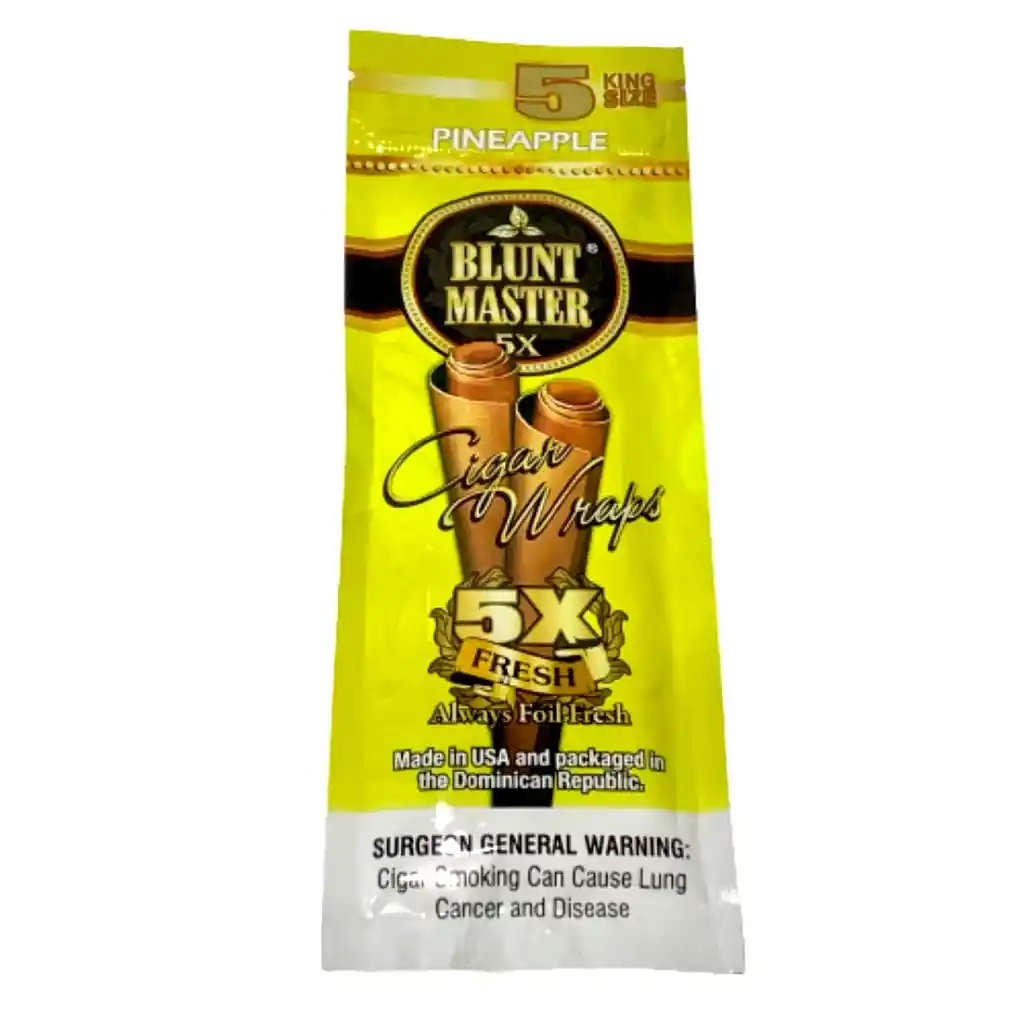 5 KING
SIZE
PINEAPPLE
BLUNT®
MASTER
5X
Cigar
Wraps
5X
FRESH
Always Foil Fresh
Made in USA and packaged in
the Dominican Republic.
SURGEON GENERAL WARNING:
Cigar Smoking Can Cause Lung
Cancer and Disease